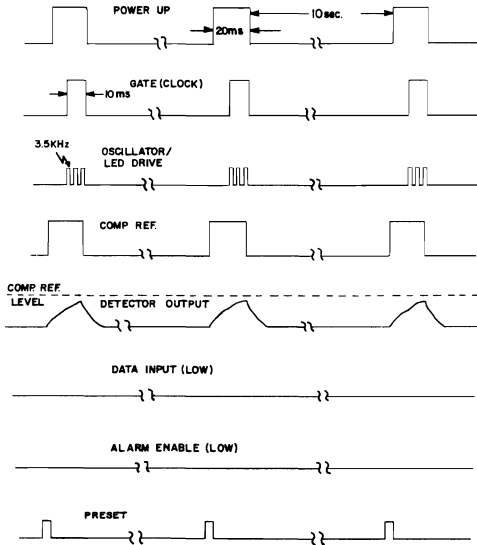 POWER UP
10 sec.
20ms
GATE (CLOCK)
10ms
3.5KHz
OSCILLATOR/
LED DRIVE
COMP REF.
COMP. REF.
LEVEL
DETECTOR OUTPUT
DATA INPUT (LOW)
ALARM ENABLE (LOW)
PRESET